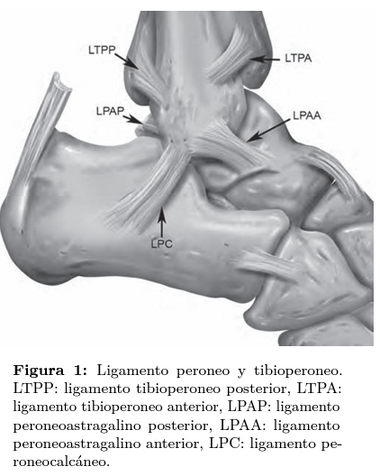 LTPP
LTPA
LPAP
LPAA
LPC
Figura 1: Ligamento peroneo y tibioperoneo.
LTPP: ligamento tibioperoneo posterior, LTPA:
ligamento tibioperoneo anterior, LPAP: ligamento
peroneoastragalino posterior, LPAA: ligamento
peroneoastragalino anterior, LPC: ligamento pe-
roneocalcáneo.